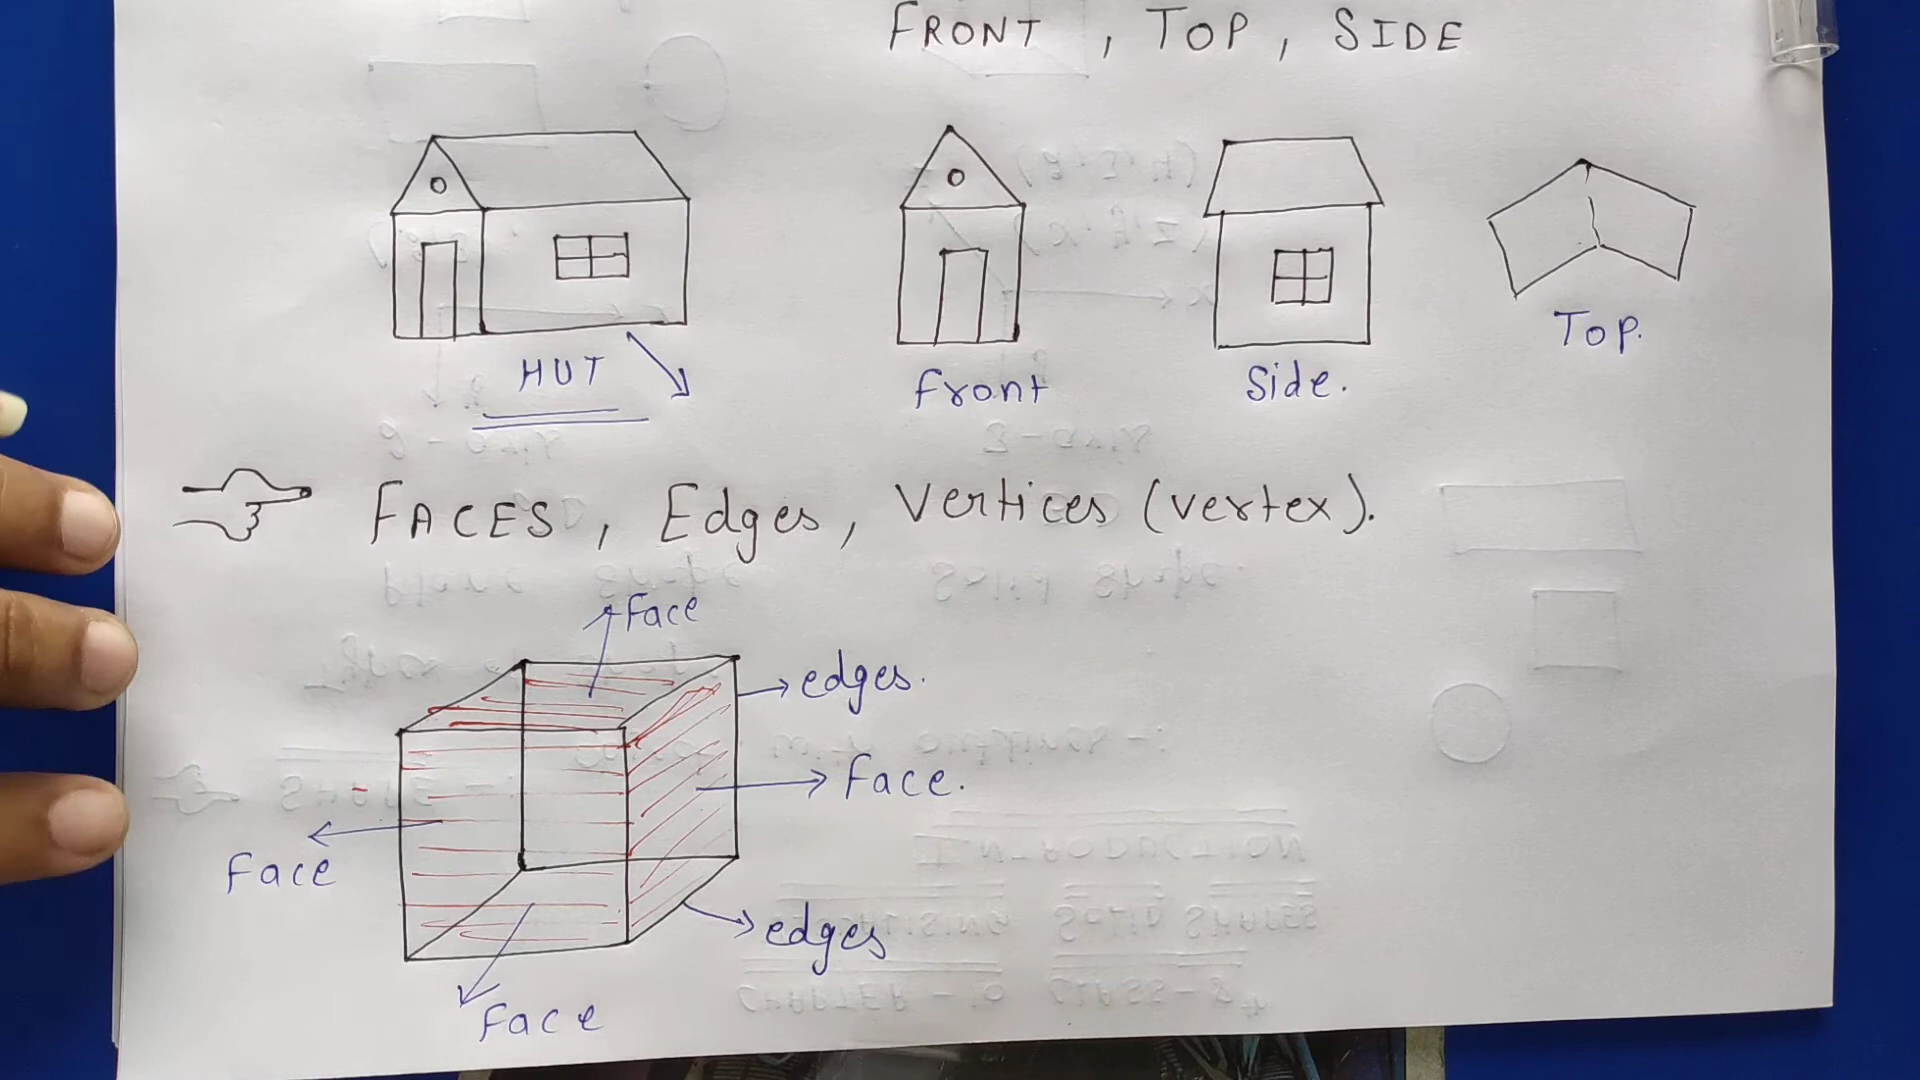 FRONT , TOP , SIDE
HUT
Front
Side.
Top.
FACES , Edges , Vertices (vertex).
Face
edges.
Face.
Face
edges
Face